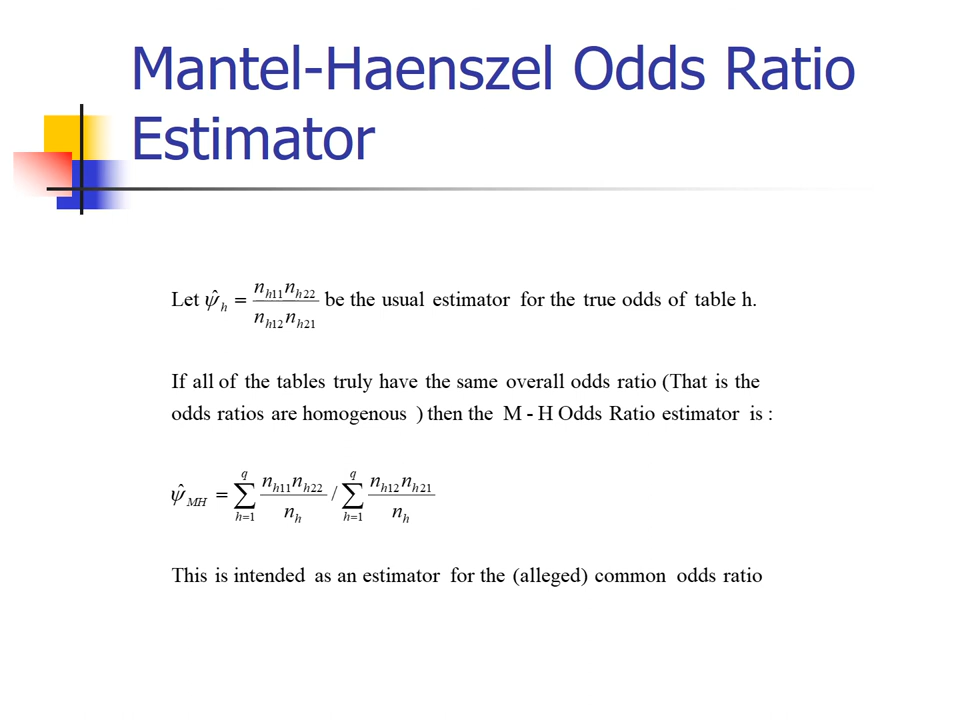 Mantel-Haenszel Odds Ratio
Estimator
Let ψ̂_h = n_h11 n_h22 / n_h12 n_h21 be the usual estimator for the true odds of table h.
If all of the tables truly have the same overall odds ratio (That is the
odds ratios are homogenous ) then the M - H Odds Ratio estimator is :
ψ̂_MH = ∑_{h=1}^{q} n_h11 n_h22 / n_h / ∑_{h=1}^{q} n_h12 n_h21 / n_h
This is intended as an estimator for the (alleged) common odds ratio